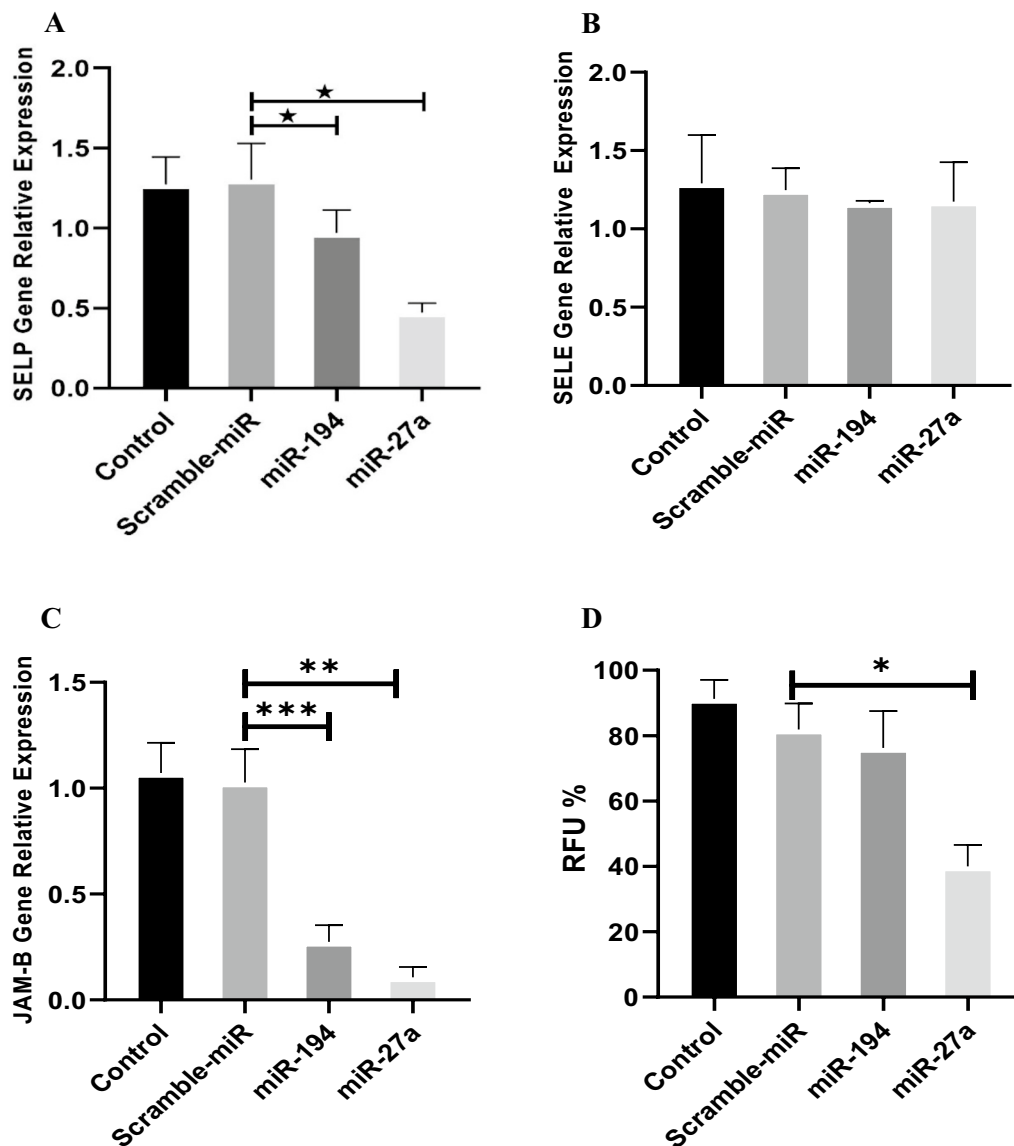 A
SELP Gene Relative Expression
2.0
1.5
1.0
0.5
0.0
★
★
Control
Scramble-miR
miR-194
miR-27a
B
SELE Gene Relative Expression
2.0
1.5
1.0
0.5
0.0
Control
Scramble-miR
miR-194
miR-27a
C
JAM-B Gene Relative Expression
1.5
1.0
0.5
0.0
**
***
Control
Scramble-miR
miR-194
miR-27a
D
RFU %
100
80
60
40
20
0
*
Control
Scramble-miR
miR-194
miR-27a